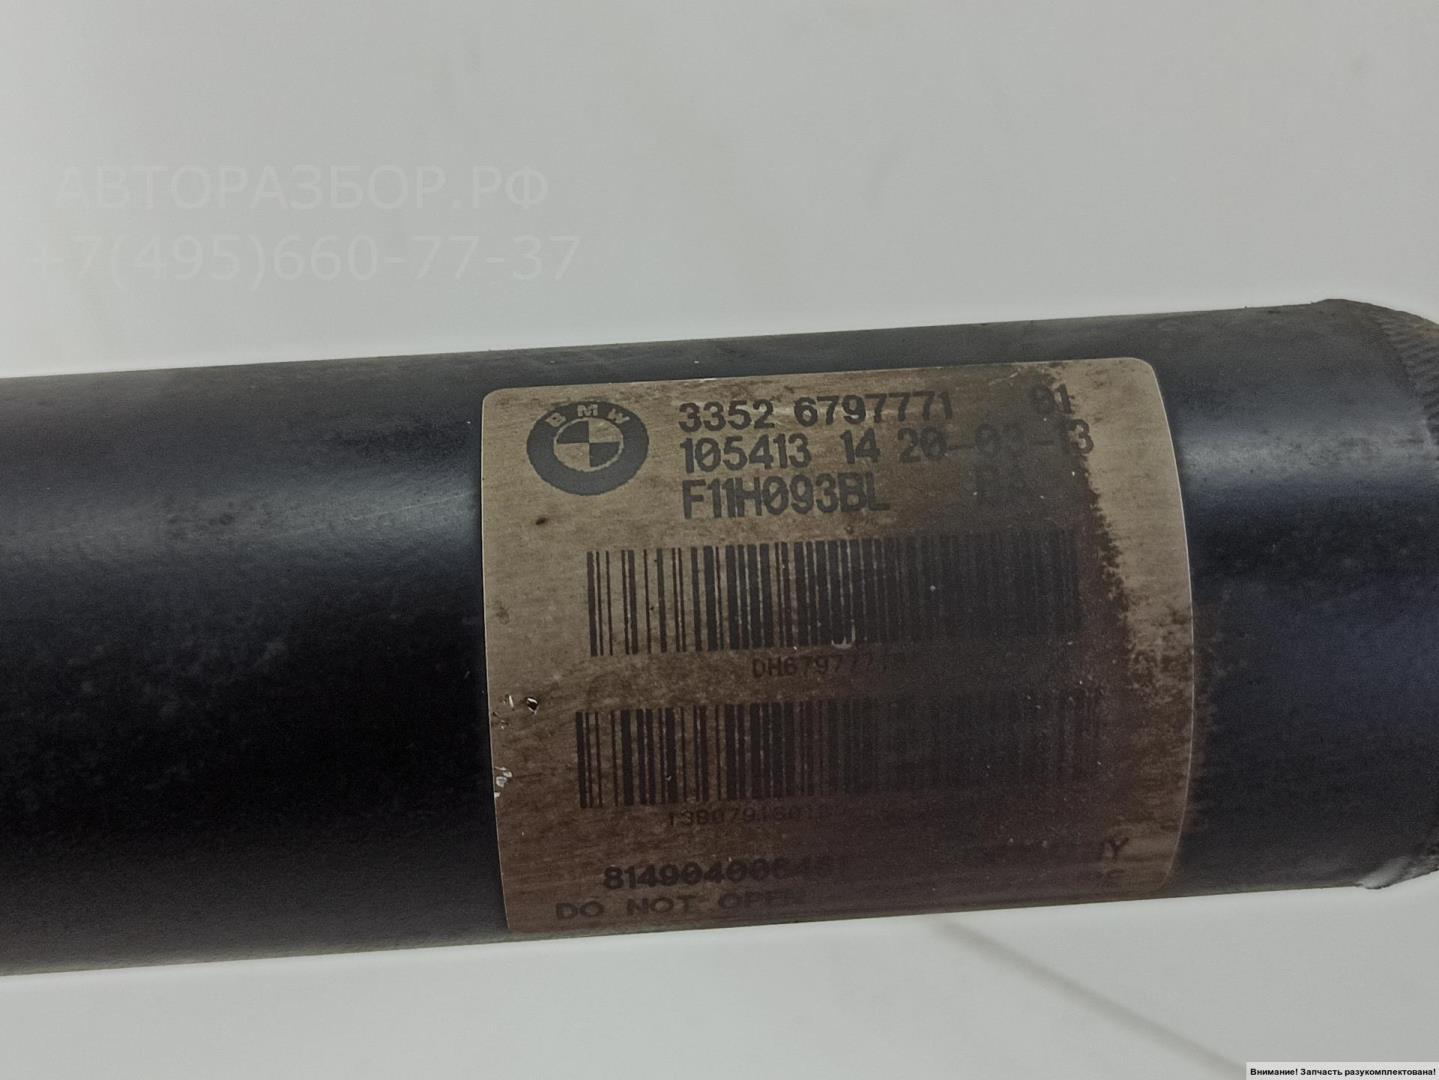 АВТОРАЗБОР.РФ
+7(495)660-77-37
BMW
3352 6797771 01
105413 14 20-03-13
F11H093BL
DO NOT
Внимание! Запчасть разукомплектована!